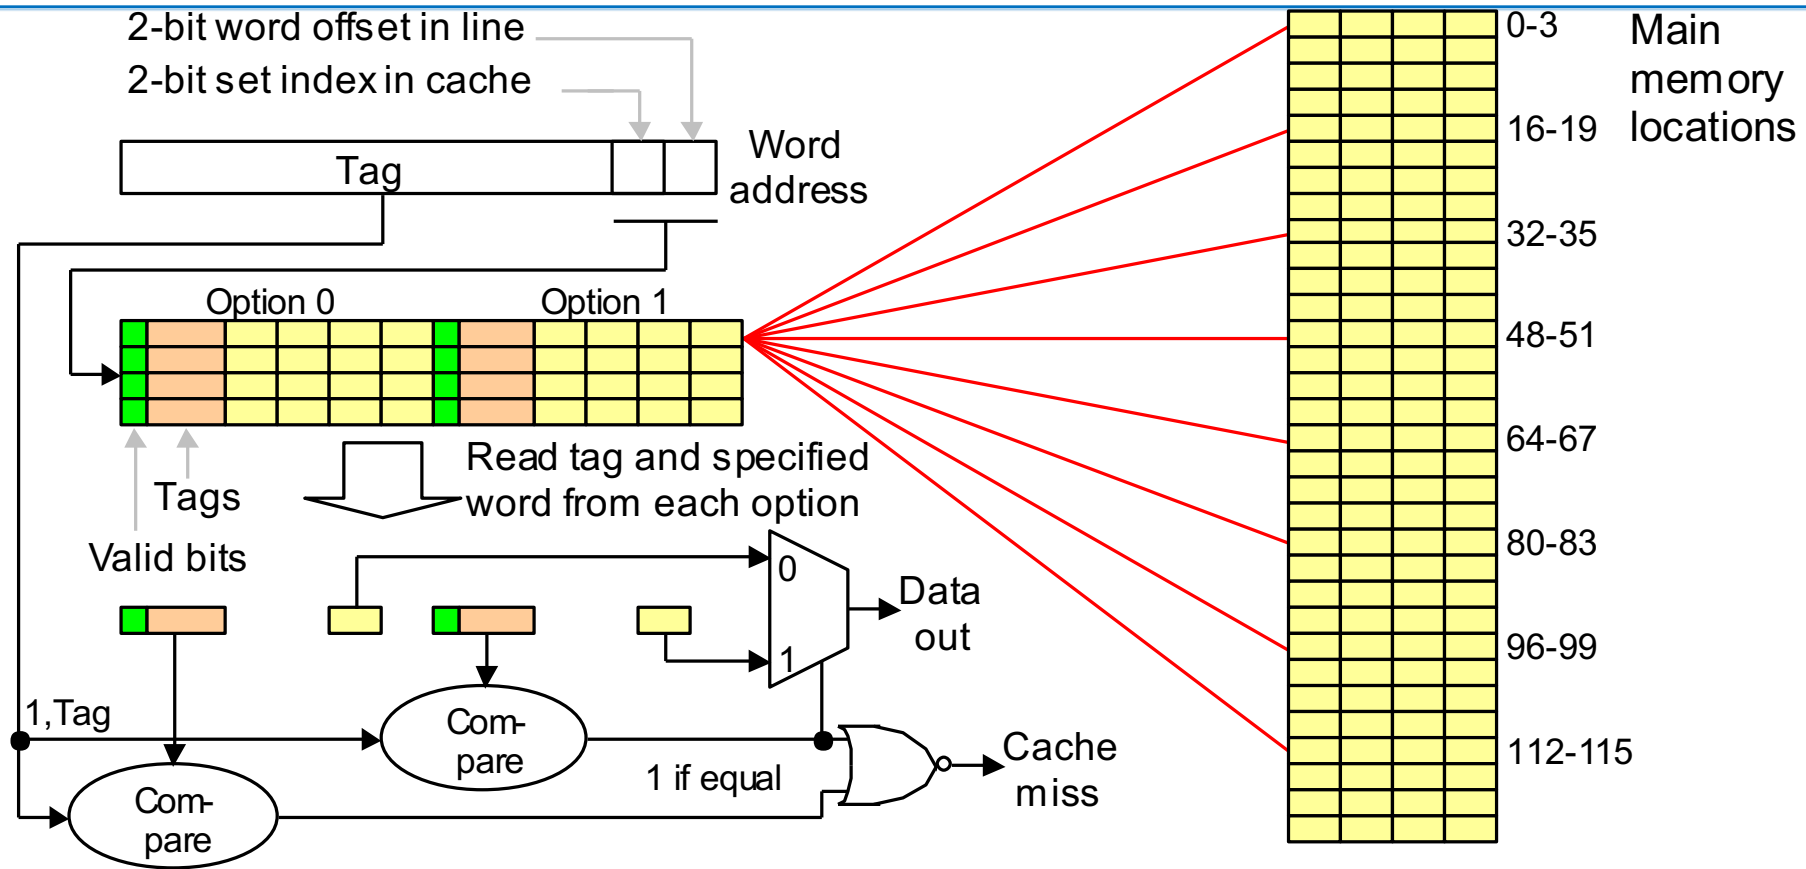 2-bit word offset in line
2-bit set index in cache
Tag
Word
address
Option 0
Option 1
Tags
Valid bits
Read tag and specified
word from each option
0
1
Data
out
1,Tag
Com-
pare
Com-
pare
1 if equal
Cache
miss
0-3
16-19
32-35
48-51
64-67
80-83
96-99
112-115
Main
memory
locations